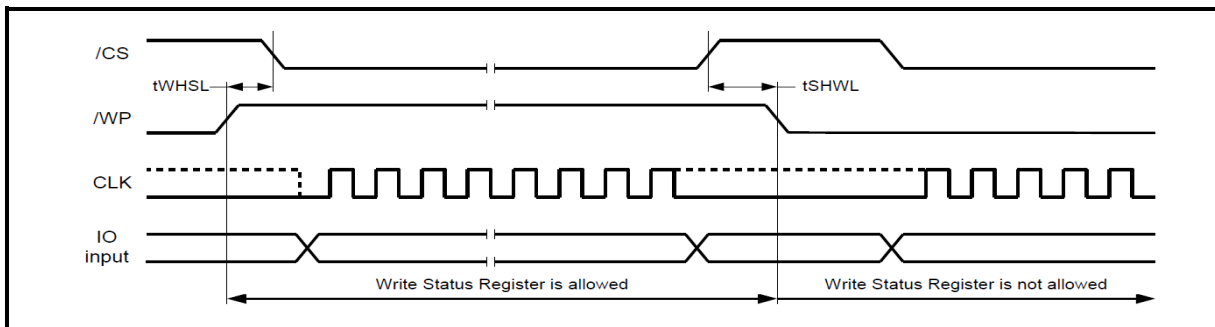 /CS
tWHSL
tSHWL
/WP
CLK
IO
input
Write Status Register is allowed
Write Status Register is not allowed